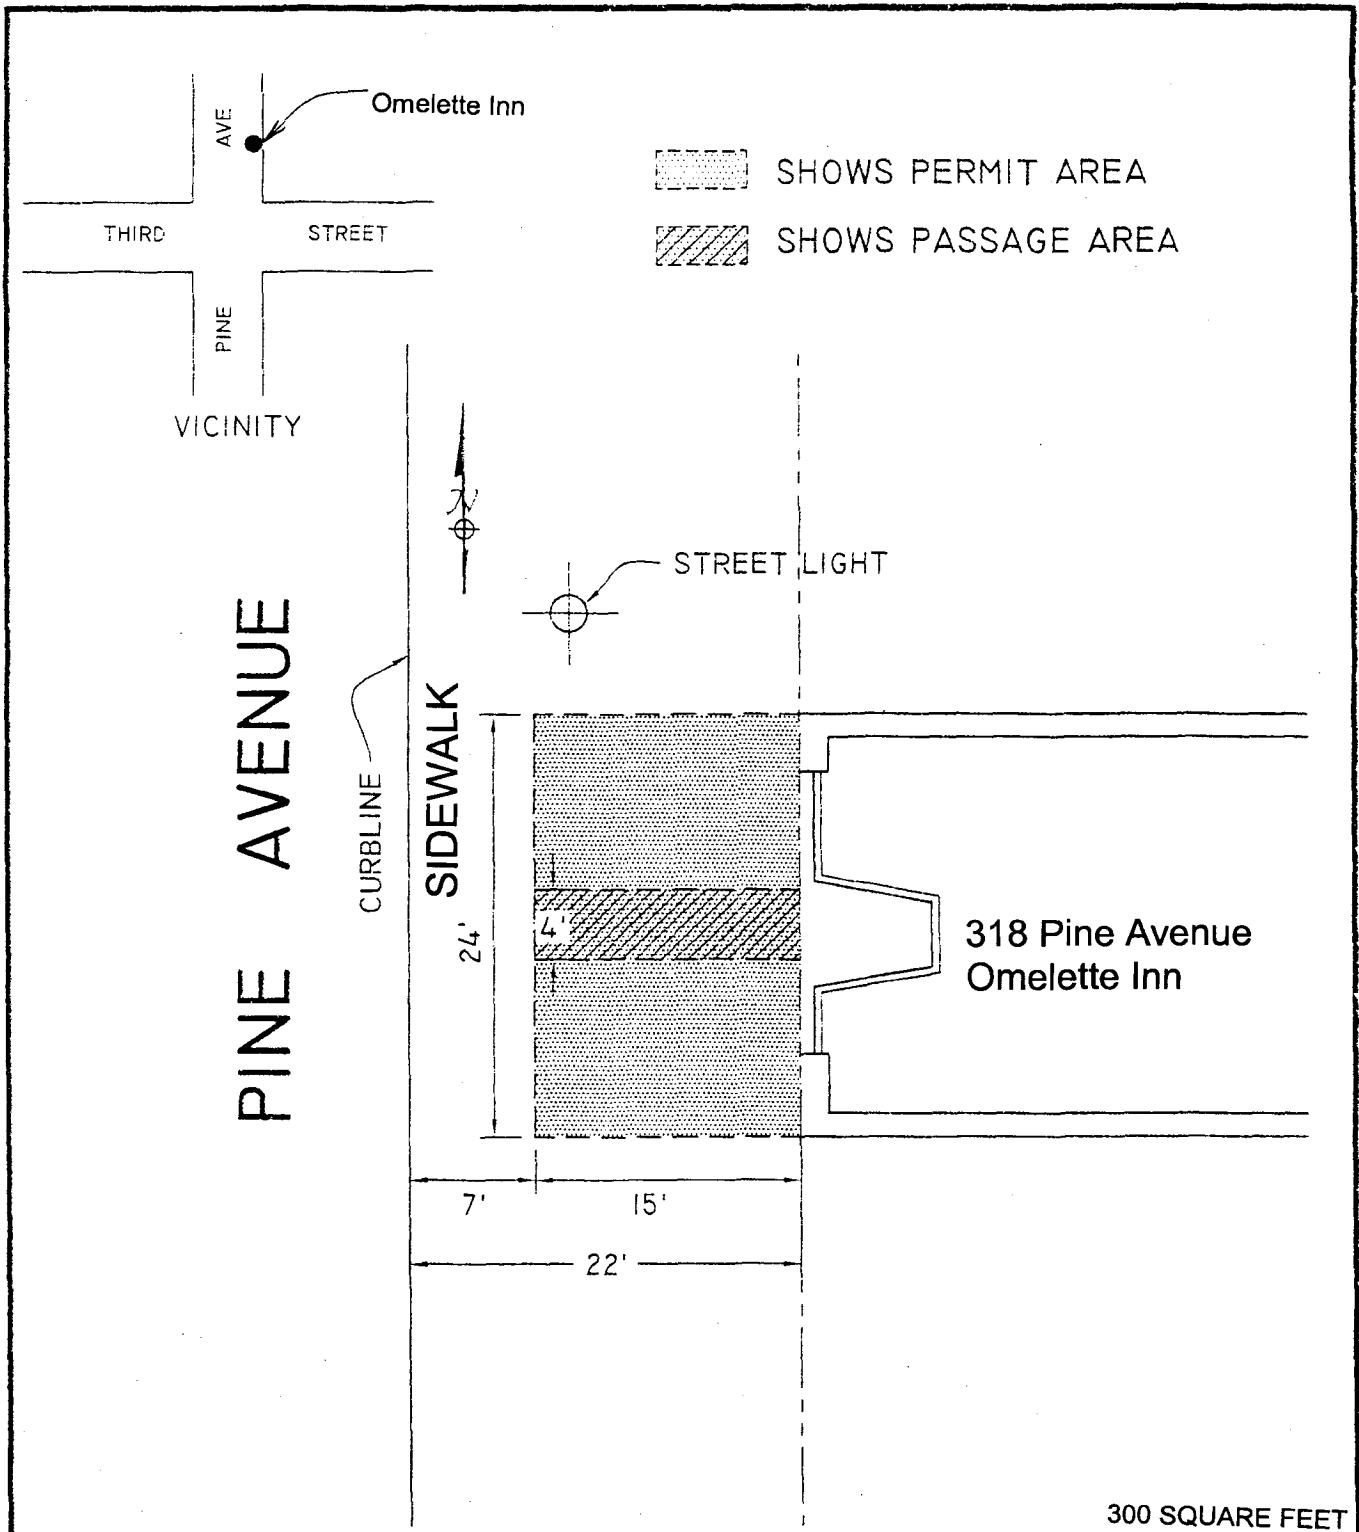 Omelette Inn
AVE
THIRD STREET
PINE
VICINITY
SHOWS PERMIT AREA
SHOWS PASSAGE AREA
N
STREET LIGHT
PINE AVENUE
CURBLINE
SIDEWALK
24'
4'
318 Pine Avenue
Omelette Inn
7'
15'
22'
300 SQUARE FEET